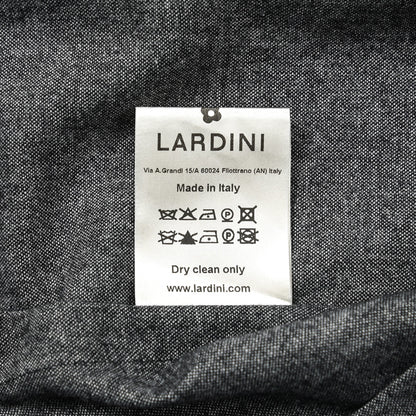 LARDINI
Via A.Grandi 15/A 60024 Filottrano (AN) Italy
Made in Italy
Dry clean only
www.lardini.com